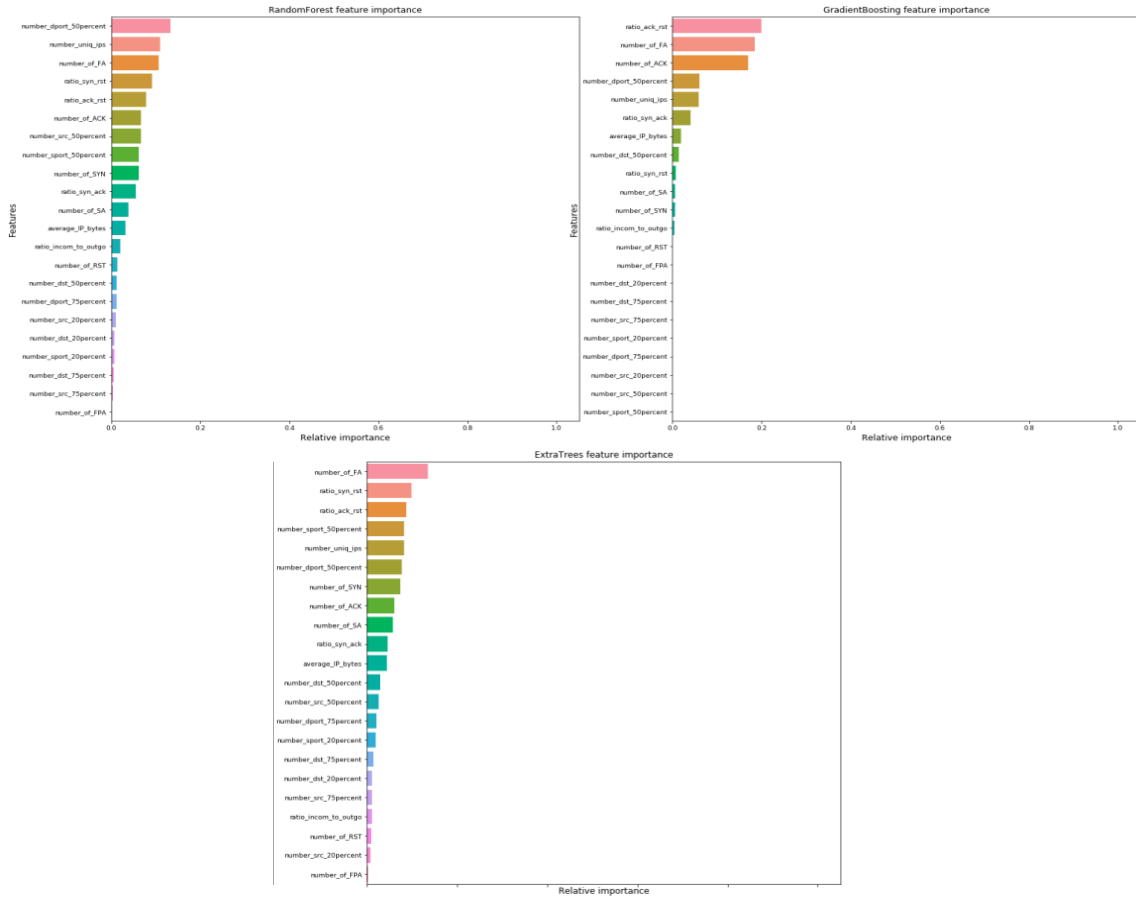 RandomForest feature importance
Features
number_dport_50percent
number_uniq_ips
number_of_FA
ratio_syn_rst
ratio_ack_rst
number_of_ACK
number_src_50percent
number_sport_50percent
number_of_SYN
ratio_syn_ack
number_of_SA
average_IP_bytes
ratio_incom_to_outgo
number_of_RST
number_dst_50percent
number_dport_75percent
number_src_20percent
number_dst_20percent
number_sport_20percent
number_dst_75percent
number_src_75percent
number_of_FPA
0.0 0.2 0.4 0.6 0.8 1.0
Relative importance
GradientBoosting feature importance
Features
ratio_ack_rst
number_of_FA
number_of_ACK
number_dport_50percent
number_uniq_ips
ratio_syn_ack
average_IP_bytes
number_dst_50percent
ratio_syn_rst
number_of_SA
number_of_SYN
ratio_incom_to_outgo
number_of_RST
number_of_FPA
number_dst_20percent
number_dst_75percent
number_src_75percent
number_sport_20percent
number_dport_75percent
number_src_20percent
number_src_50percent
number_sport_50percent
0.0 0.2 0.4 0.6 0.8 1.0
Relative importance
ExtraTrees feature importance
number_of_FA
ratio_syn_rst
ratio_ack_rst
number_sport_50percent
number_uniq_ips
number_dport_50percent
number_of_SYN
number_of_ACK
number_of_SA
ratio_syn_ack
average_IP_bytes
number_dst_50percent
number_src_50percent
number_dport_75percent
number_sport_20percent
number_dst_75percent
number_dst_20percent
number_src_75percent
ratio_incom_to_outgo
number_of_RST
number_src_20percent
number_of_FPA
Relative importance